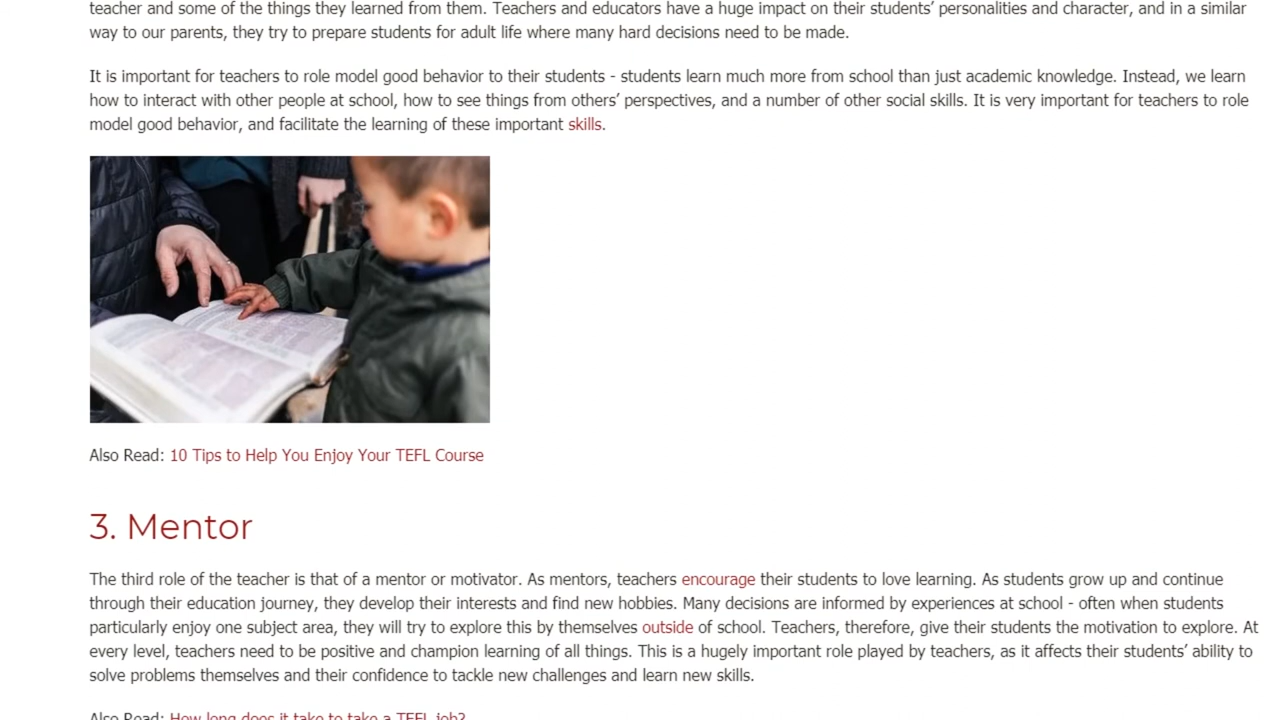 teacher and some of the things they learned from them. Teachers and educators have a huge impact on their students’ personalities and character, and in a similar
way to our parents, they try to prepare students for adult life where many hard decisions need to be made.
It is important for teachers to role model good behavior to their students - students learn much more from school than just academic knowledge. Instead, we learn
how to interact with other people at school, how to see things from others’ perspectives, and a number of other social skills. It is very important for teachers to role
model good behavior, and facilitate the learning of these important skills.
Also Read: 10 Tips to Help You Enjoy Your TEFL Course
3. Mentor
The third role of the teacher is that of a mentor or motivator. As mentors, teachers encourage their students to love learning. As students grow up and continue
through their education journey, they develop their interests and find new hobbies. Many decisions are informed by experiences at school - often when students
particularly enjoy one subject area, they will try to explore this by themselves outside of school. Teachers, therefore, give their students the motivation to explore. At
every level, teachers need to be positive and champion learning of all things. This is a hugely important role played by teachers, as it affects their students’ ability to
solve problems themselves and their confidence to tackle new challenges and learn new skills.
Also Read: How long does it take to take a TEFL job?